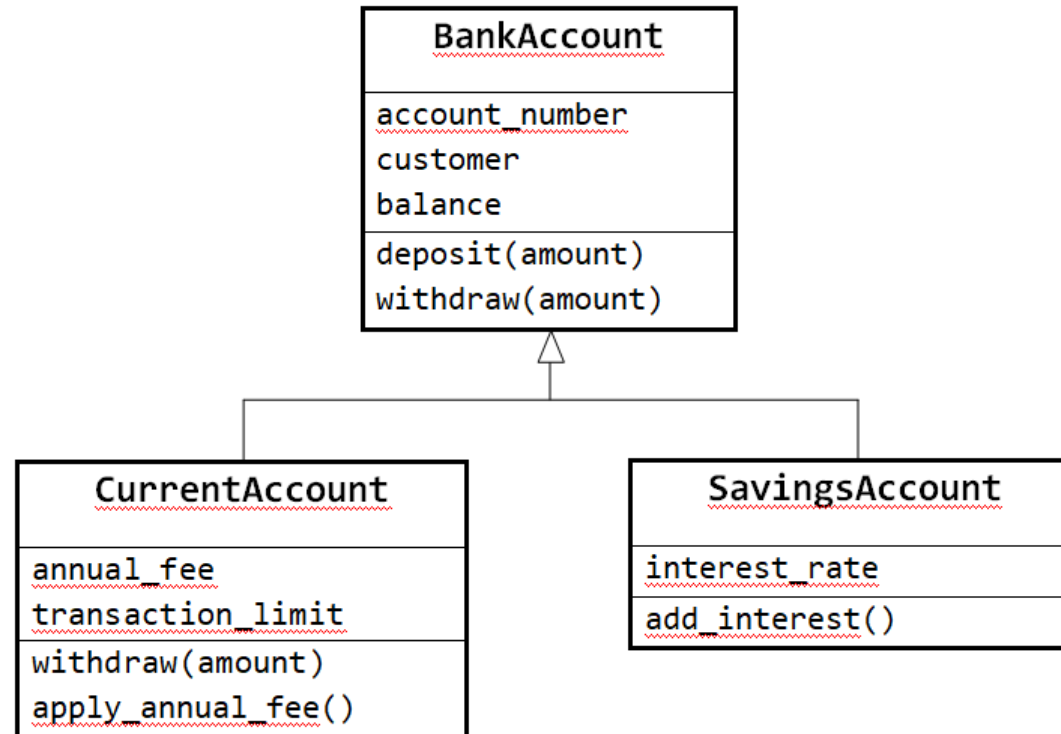 BankAccount
account_number
customer
balance
deposit(amount)
withdraw(amount)
CurrentAccount
annual_fee
transaction_limit
withdraw(amount)
apply_annual_fee()
SavingsAccount
interest_rate
add_interest()